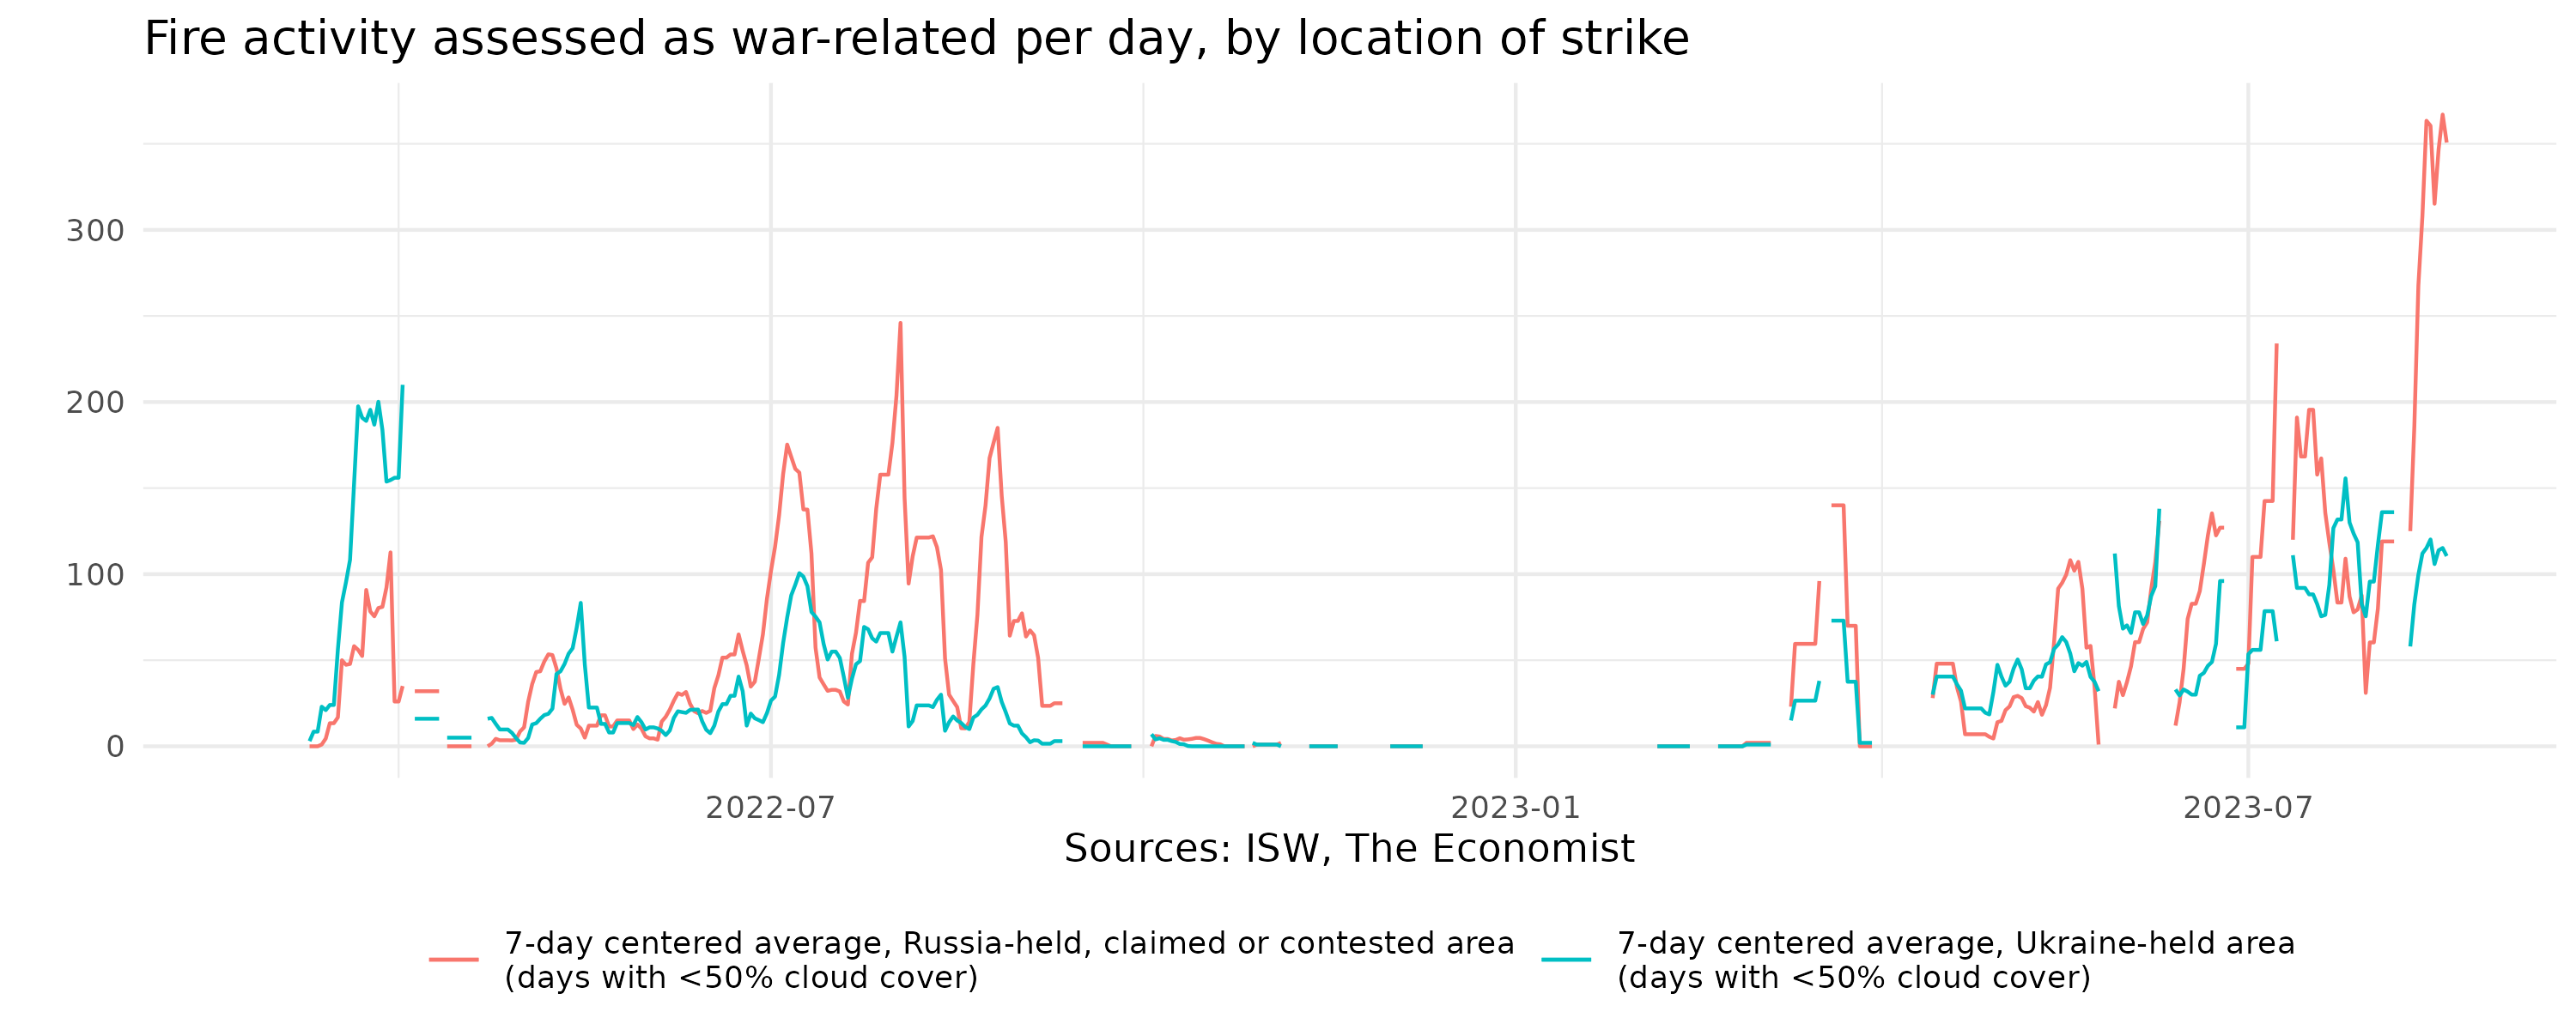 Fire activity assessed as war-related per day, by location of strike
300
200
100
0
2022-07
2023-01
2023-07
Sources: ISW, The Economist
7-day centered average, Russia-held, claimed or contested area
(days with <50% cloud cover)
7-day centered average, Ukraine-held area
(days with <50% cloud cover)